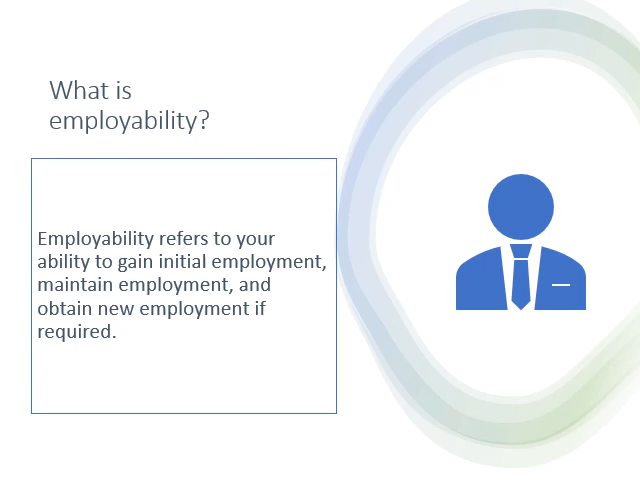 What is
employability?
Employability refers to your
ability to gain initial employment,
maintain employment, and
obtain new employment if
required.